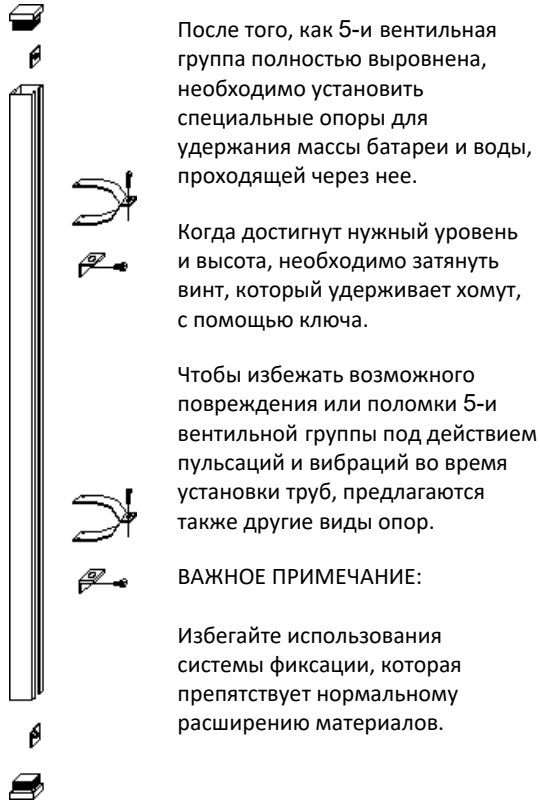 После того, как 5-и вентильная
группа полностью выровнена,
необходимо установить
специальные опоры для
удержания массы батареи и воды,
проходящей через нее.
Когда достигнут нужный уровень
и высота, необходимо затянуть
винт, который удерживает хомут,
с помощью ключа.
Чтобы избежать возможного
повреждения или поломки 5-и
вентильной группы под действием
пульсаций и вибраций во время
установки труб, предлагаются
также другие виды опор.
ВАЖНОЕ ПРИМЕЧАНИЕ:
Избегайте использования
системы фиксации, которая
препятствует нормальному
расширению материалов.